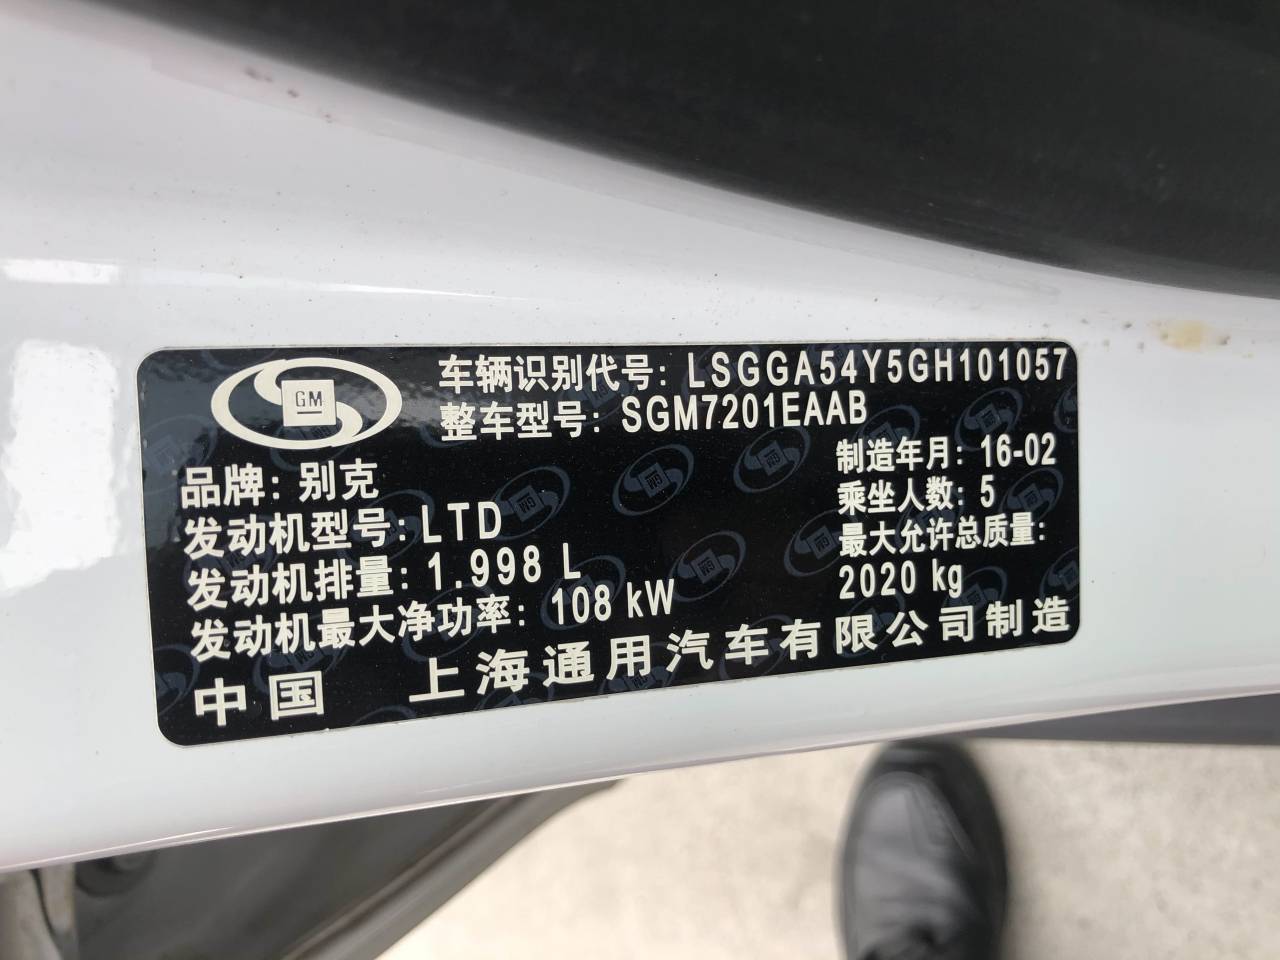 GM
车辆识别代号: LSGGA54Y5GH101057
整车型号: SGM7201EAAB
品牌: 别克
制造年月: 16-02
发动机型号: LTD
乘坐人数: 5
发动机排量: 1.998 L
最大允许总质量:
2020 kg
发动机最大净功率: 108 kW
中国 上海通用汽车有限公司制造